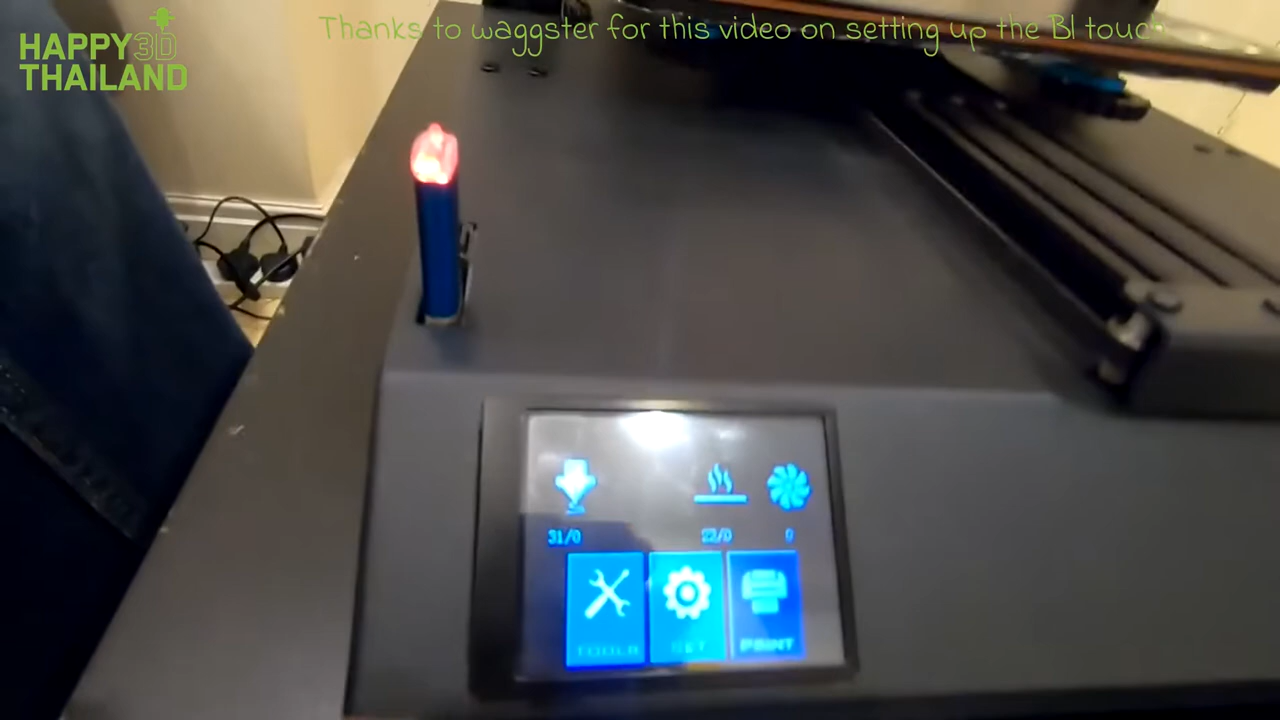 Thanks to waggster for this video on setting up the Bl touch
HAPPY3D
THAILAND
31/0
22/0
0
TOOLS
SET
PRINT